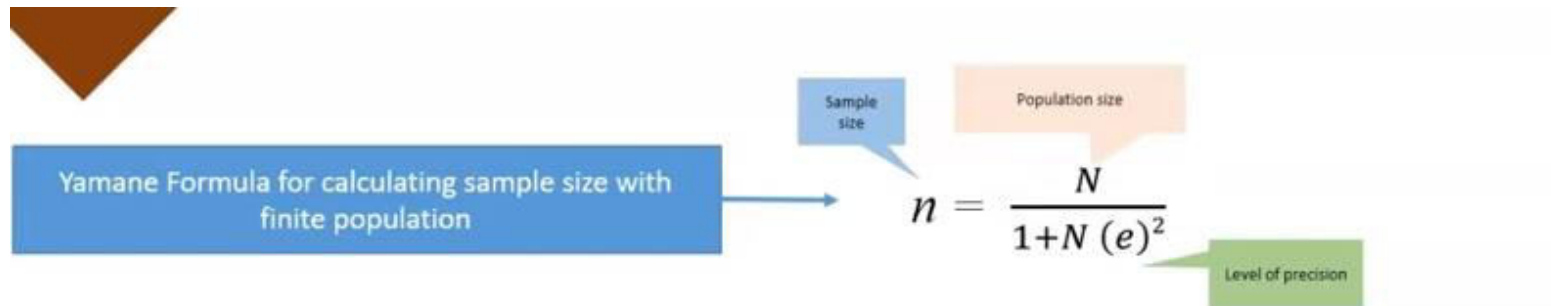 Sample
size
Population size
Yamane Formula for calculating sample size with
finite population
n = N / 1+N (e)²
Level of precision